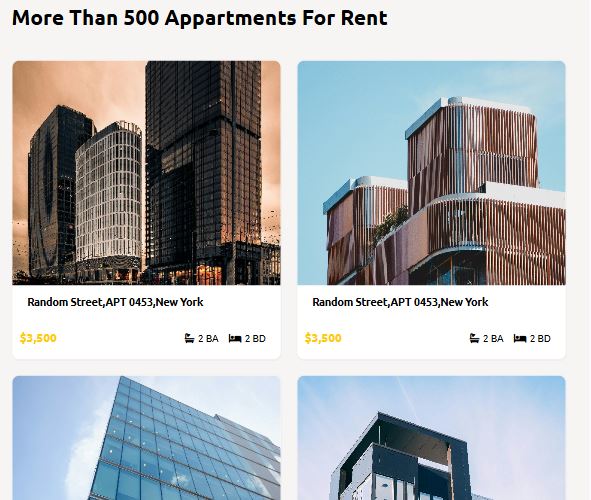 More Than 500 Appartments For Rent
Random Street,APT 0453,New York
$3,500 2 BA 2 BD
Random Street,APT 0453,New York
$3,500 2 BA 2 BD